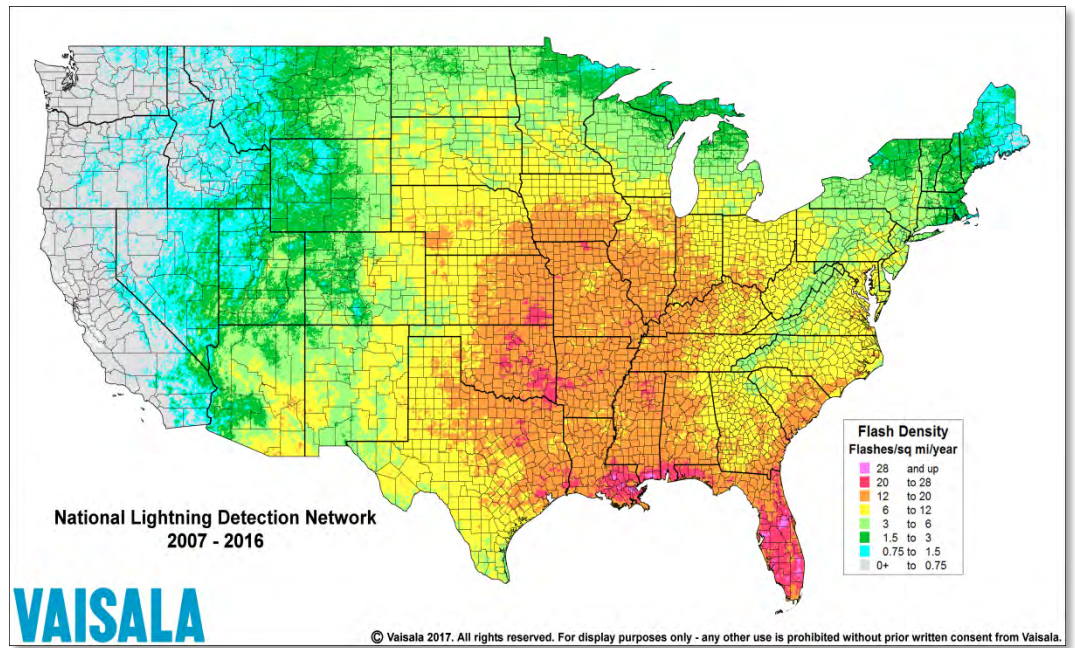 Flash Density
Flashes/sq mi/year
28 and up
20 to 28
12 to 20
6 to 12
3 to 6
1.5 to 3
0.75 to 1.5
0+ to 0.75
National Lightning Detection Network
2007 - 2016
VAISALA
© Vaisala 2017. All rights reserved. For display purposes only - any other use is prohibited without prior written consent from Vaisala.